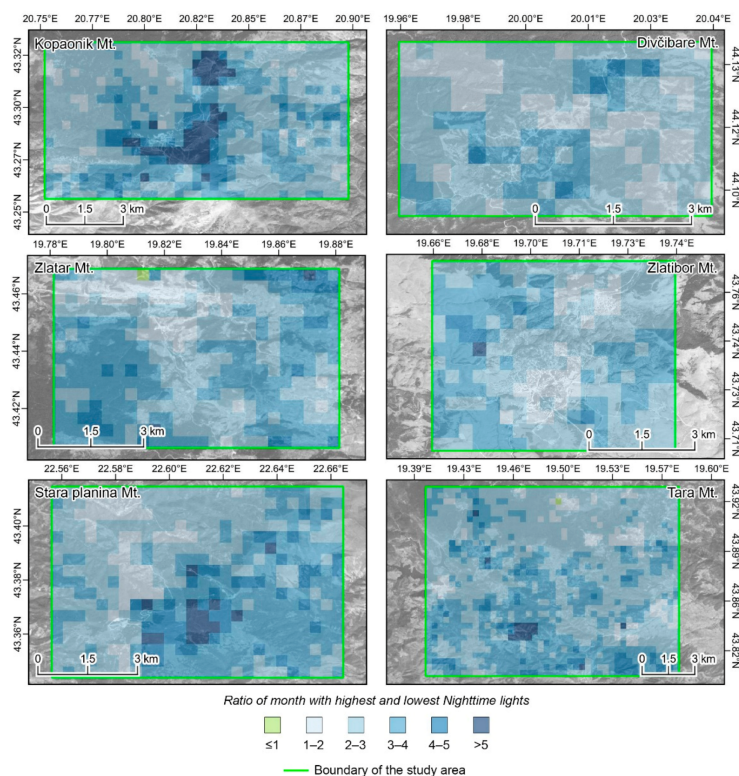 20.75°E 20.77°E 20.80°E 20.82°E 20.85°E 20.87°E 20.90°E
Kopaonik Mt.
43.32°N
43.30°N
43.27°N
43.25°N
0 1.5 3 km
19.96°E 19.98°E 20.00°E 20.01°E 20.03°E 20.04°E
Divčibare Mt.
44.13°N
44.12°N
44.10°N
0 1.5 3 km
19.78°E 19.80°E 19.82°E 19.84°E 19.86°E 19.88°E
Zlatar Mt.
43.46°N
43.44°N
43.42°N
0 1.5 3 km
19.66°E 19.68°E 19.70°E 19.71°E 19.73°E 19.74°E
Zlatibor Mt.
43.76°N
43.74°N
43.73°N
43.71°N
0 1.5 3 km
22.56°E 22.58°E 22.60°E 22.62°E 22.64°E 22.66°E
Stara planina Mt.
43.40°N
43.38°N
43.36°N
0 1.5 3 km
19.39°E 19.43°E 19.46°E 19.50°E 19.53°E 19.57°E 19.60°E
Tara Mt.
43.92°N
43.89°N
43.86°N
43.82°N
0 1.5 3 km
Ratio of month with highest and lowest Nighttime lights
≤1 1–2 2–3 3–4 4–5 >5
Boundary of the study area